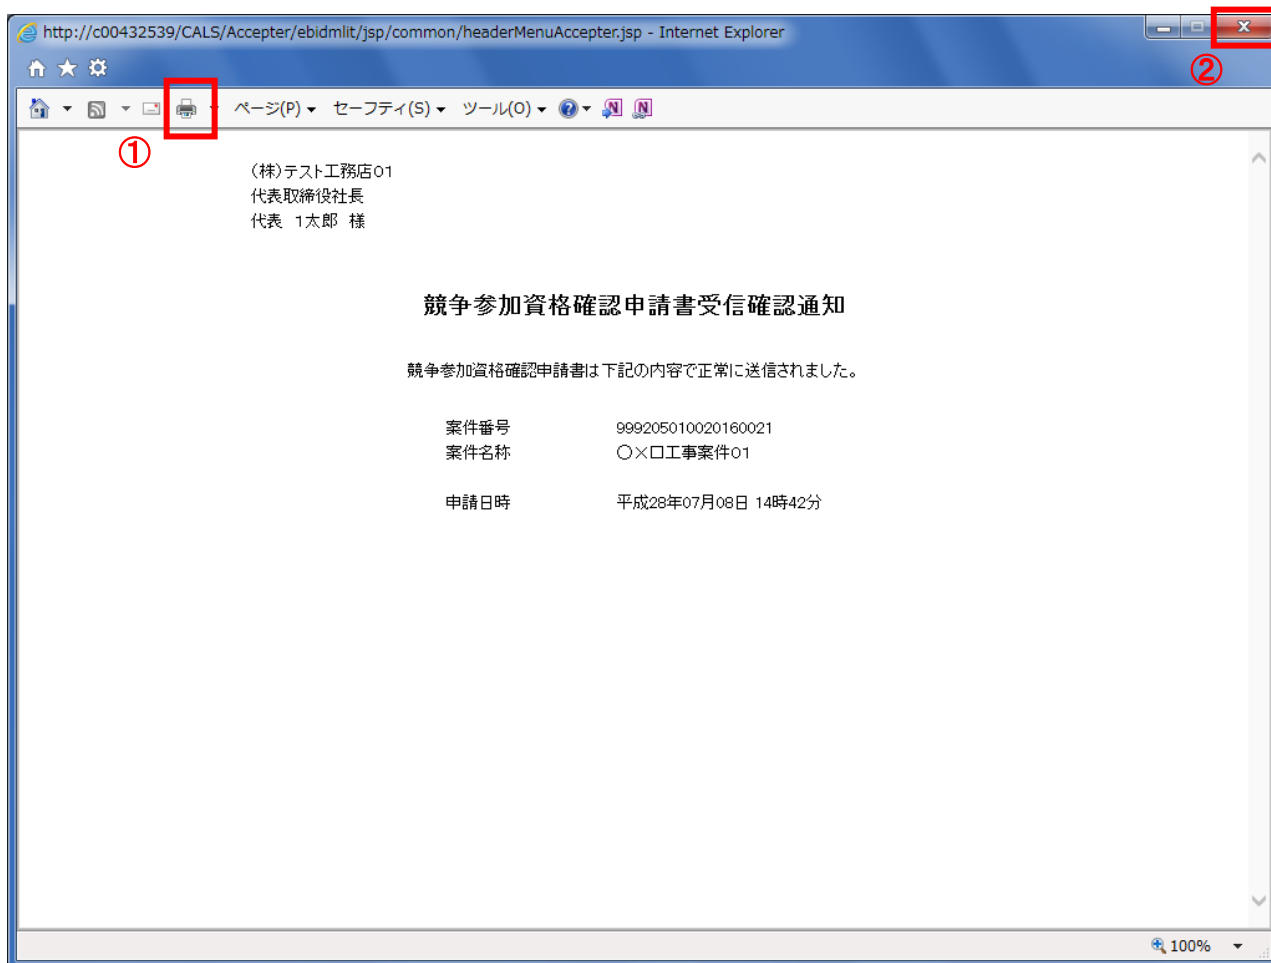 http://c00432539/CALS/Accepter/ebidmlit/jsp/common/headerMenuAccepter.jsp - Internet Explorer
②
ページ(P) セーフティ(S) ツール(O)
①
(株)テスト工務店01
代表取締役社長
代表 1太郎 様
競争参加資格確認申請書受信確認通知
競争参加資格確認申請書は下記の内容で正常に送信されました。
案件番号 999205010020160021
案件名称 〇×口工事案件01
申請日時 平成28年07月08日 14時42分
100%